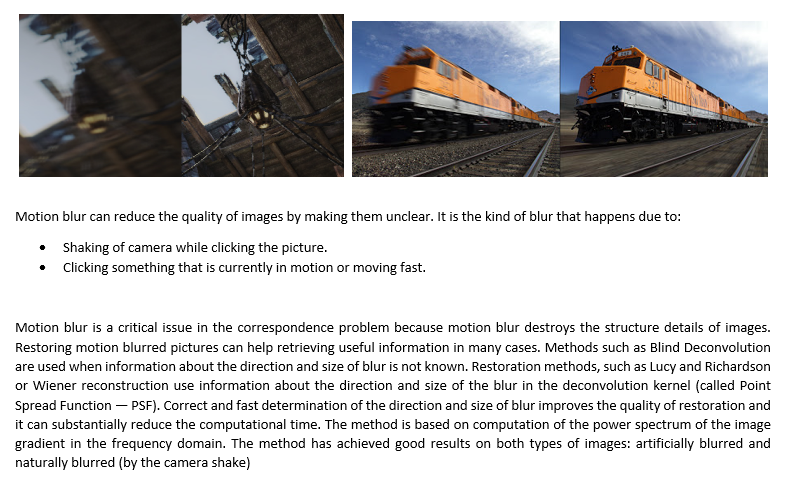 Motion blur can reduce the quality of images by making them unclear. It is the kind of blur that happens due to:
• Shaking of camera while clicking the picture.
• Clicking something that is currently in motion or moving fast.
Motion blur is a critical issue in the correspondence problem because motion blur destroys the structure details of images.
Restoring motion blurred pictures can help retrieving useful information in many cases. Methods such as Blind Deconvolution
are used when information about the direction and size of blur is not known. Restoration methods, such as Lucy and Richardson
or Wiener reconstruction use information about the direction and size of the blur in the deconvolution kernel (called Point
Spread Function — PSF). Correct and fast determination of the direction and size of blur improves the quality of restoration and
it can substantially reduce the computational time. The method is based on computation of the power spectrum of the image
gradient in the frequency domain. The method has achieved good results on both types of images: artificially blurred and
naturally blurred (by the camera shake)